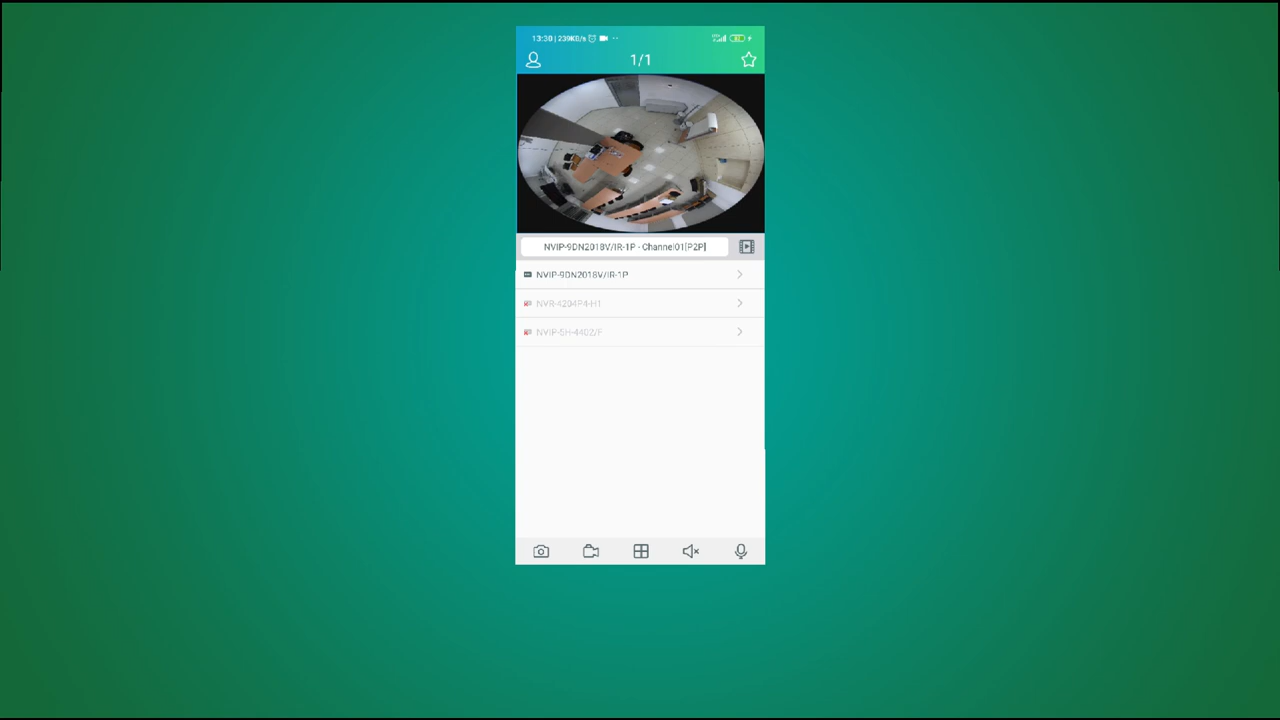 13:38 | 239KB/s
1/1
NVIP-9DN2018V/IR-1P - Channel01[P2P]
NVIP-9DN2018V/IR-1P
NVR-4204P4-H1
NVIP-5H-4402/F